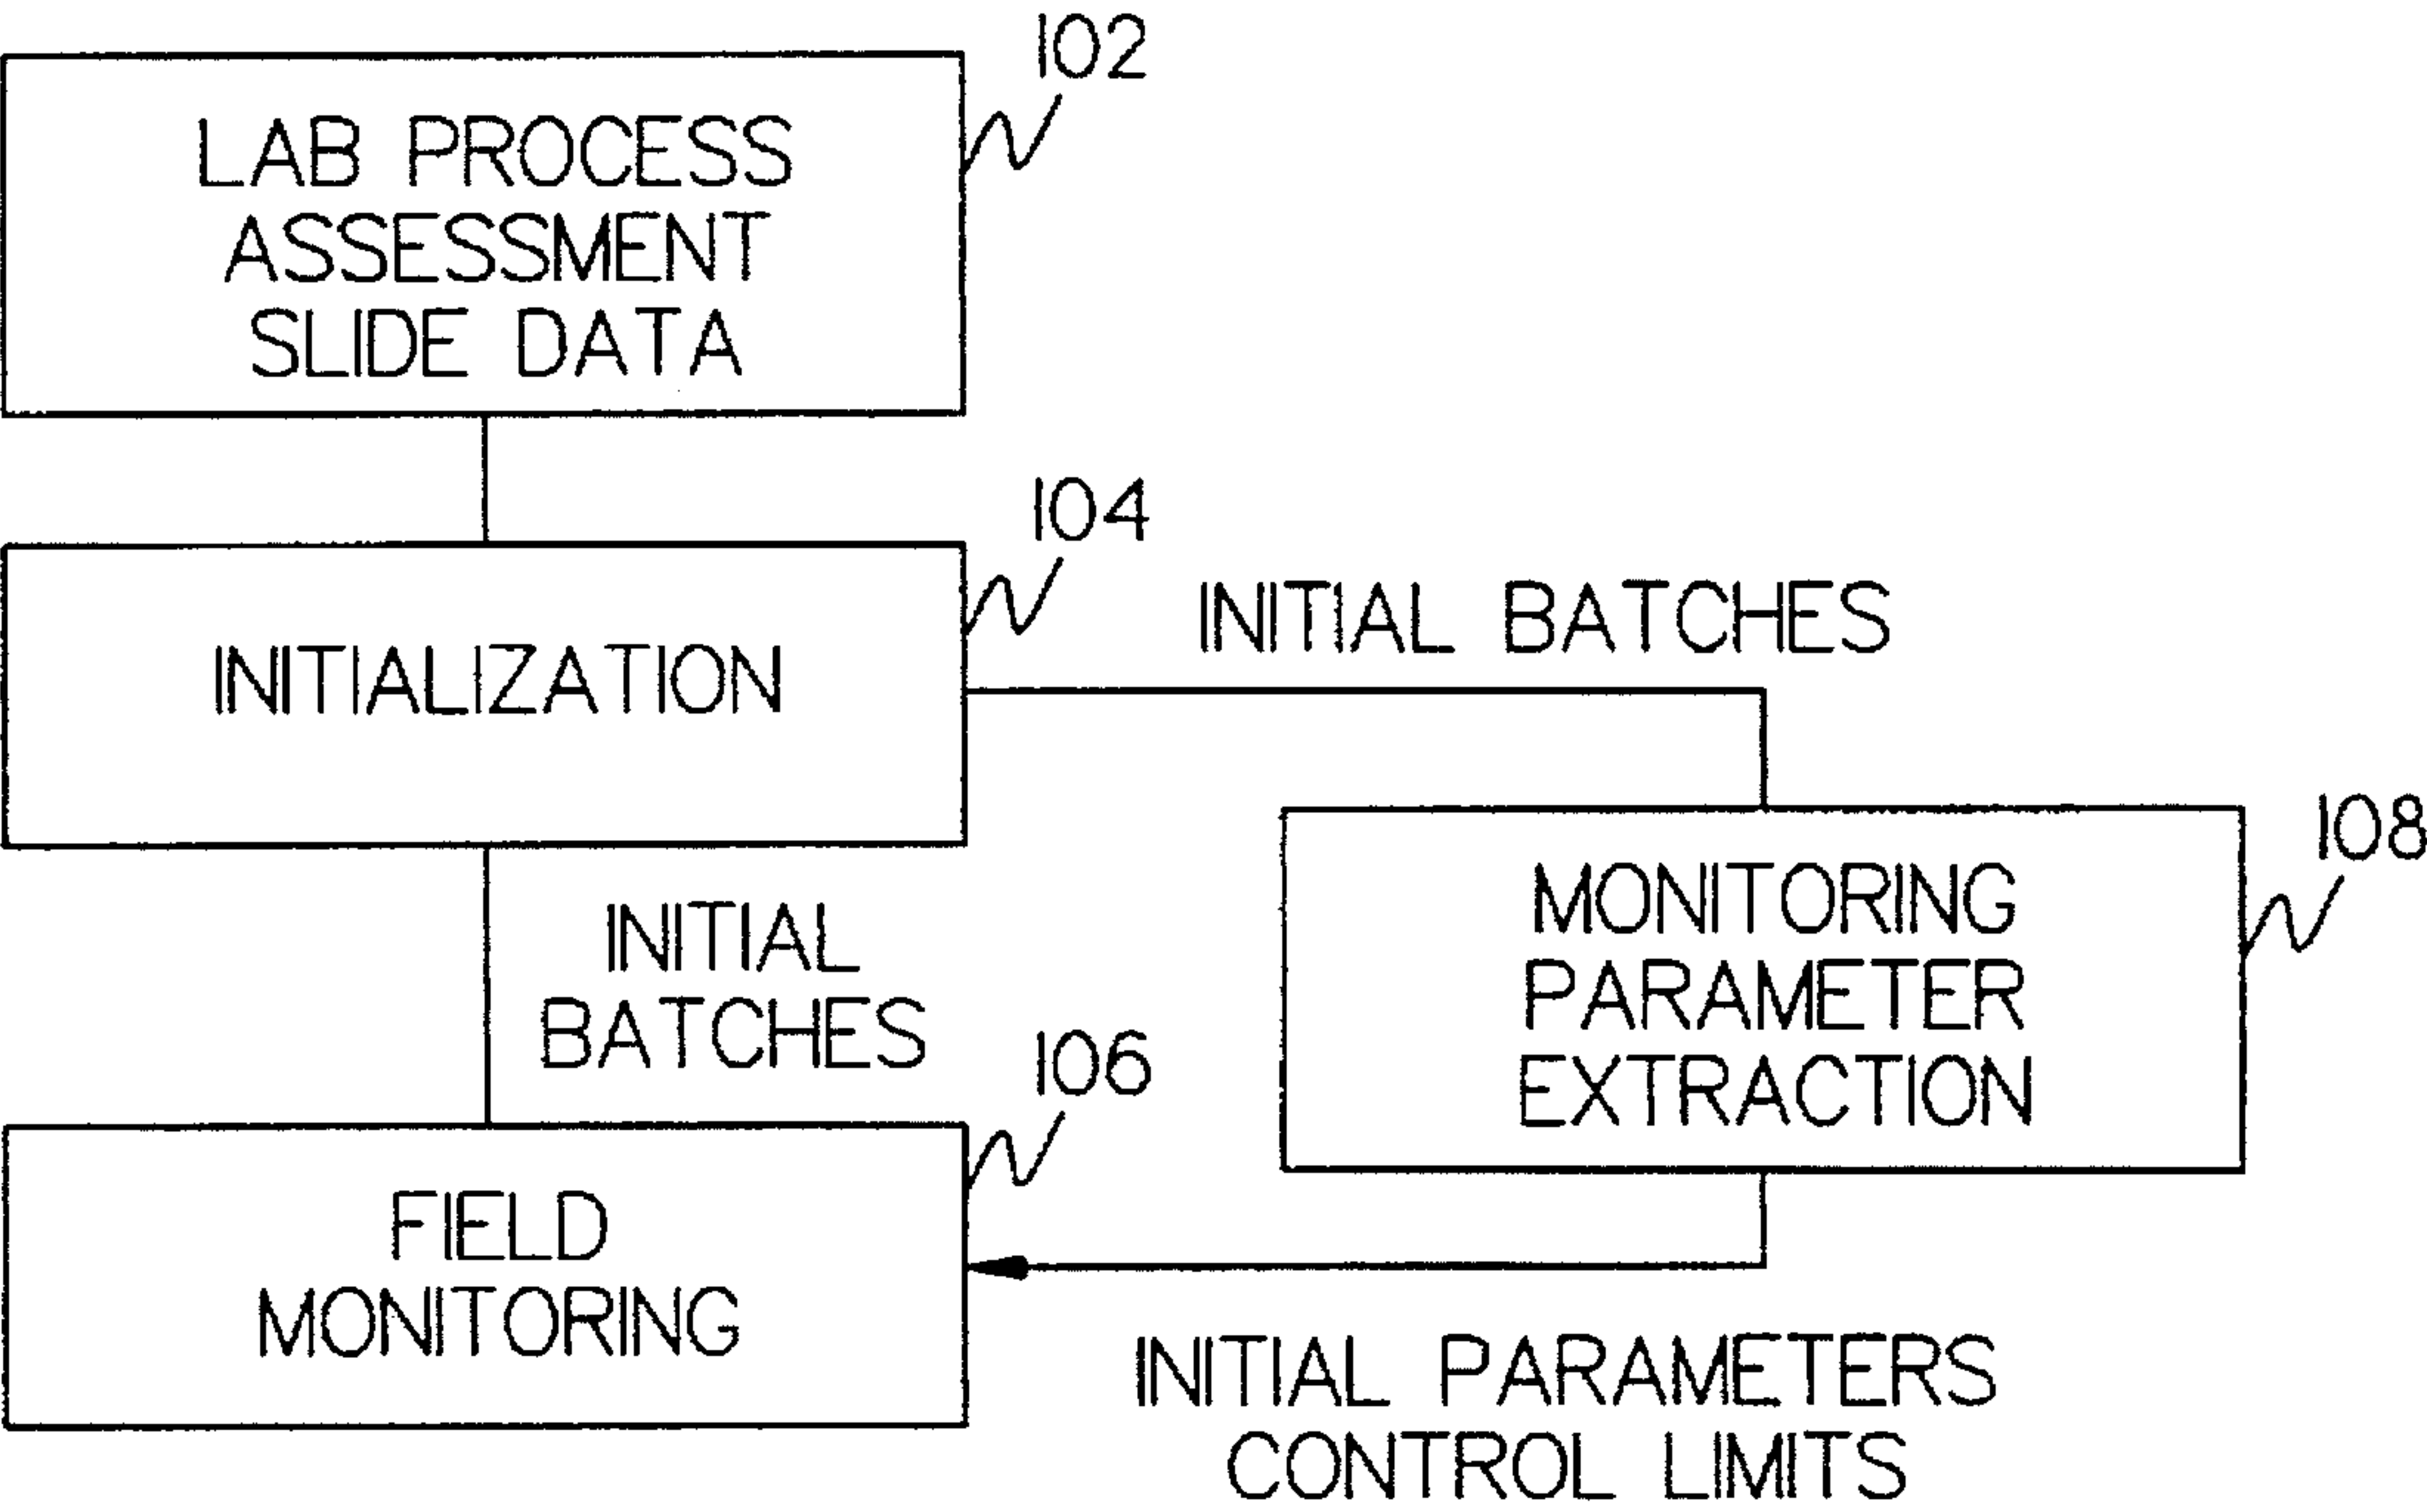 102
LAB PROCESS
ASSESSMENT
SLIDE DATA
104
INITIALIZATION
INITIAL BATCHES
108
MONITORING
PARAMETER
EXTRACTION
INITIAL
BATCHES
106
FIELD
MONITORING
INITIAL PARAMETERS
CONTROL LIMITS